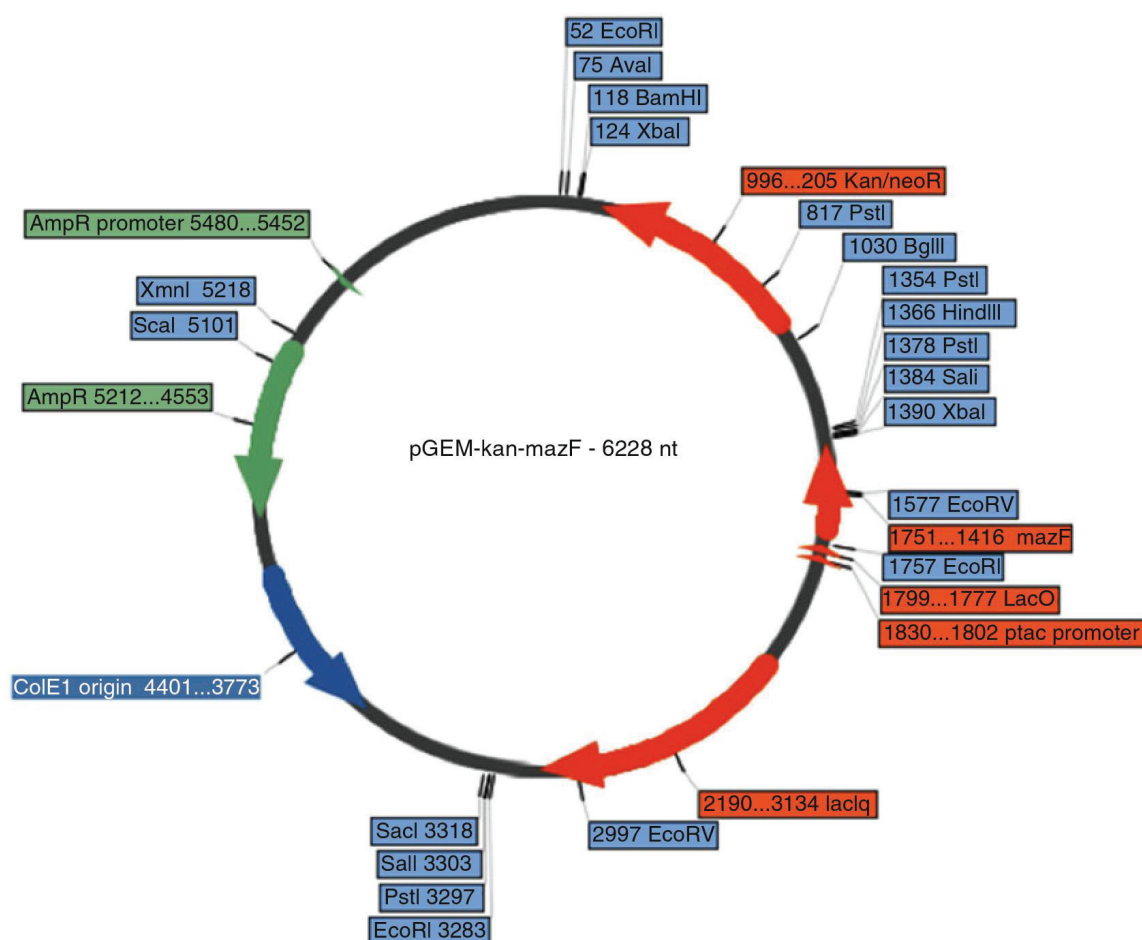 52 EcoRI
75 AvaI
118 BamHI
124 XbaI
996...205 Kan/neoR
817 PstI
1030 BglII
1354 PstI
1366 HindIII
1378 PstI
1384 Sali
1390 XbaI
AmpR promoter 5480...5452
XmnI 5218
ScaI 5101
AmpR 5212...4553
pGEM-kan-mazF - 6228 nt
1577 EcoRV
1751...1416 mazF
1757 EcoRI
1799...1777 LacO
1830...1802 ptac promoter
ColE1 origin 4401...3773
2190...3134 lacIq
2997 EcoRV
SacI 3318
SalI 3303
PstI 3297
EcoRI 3283